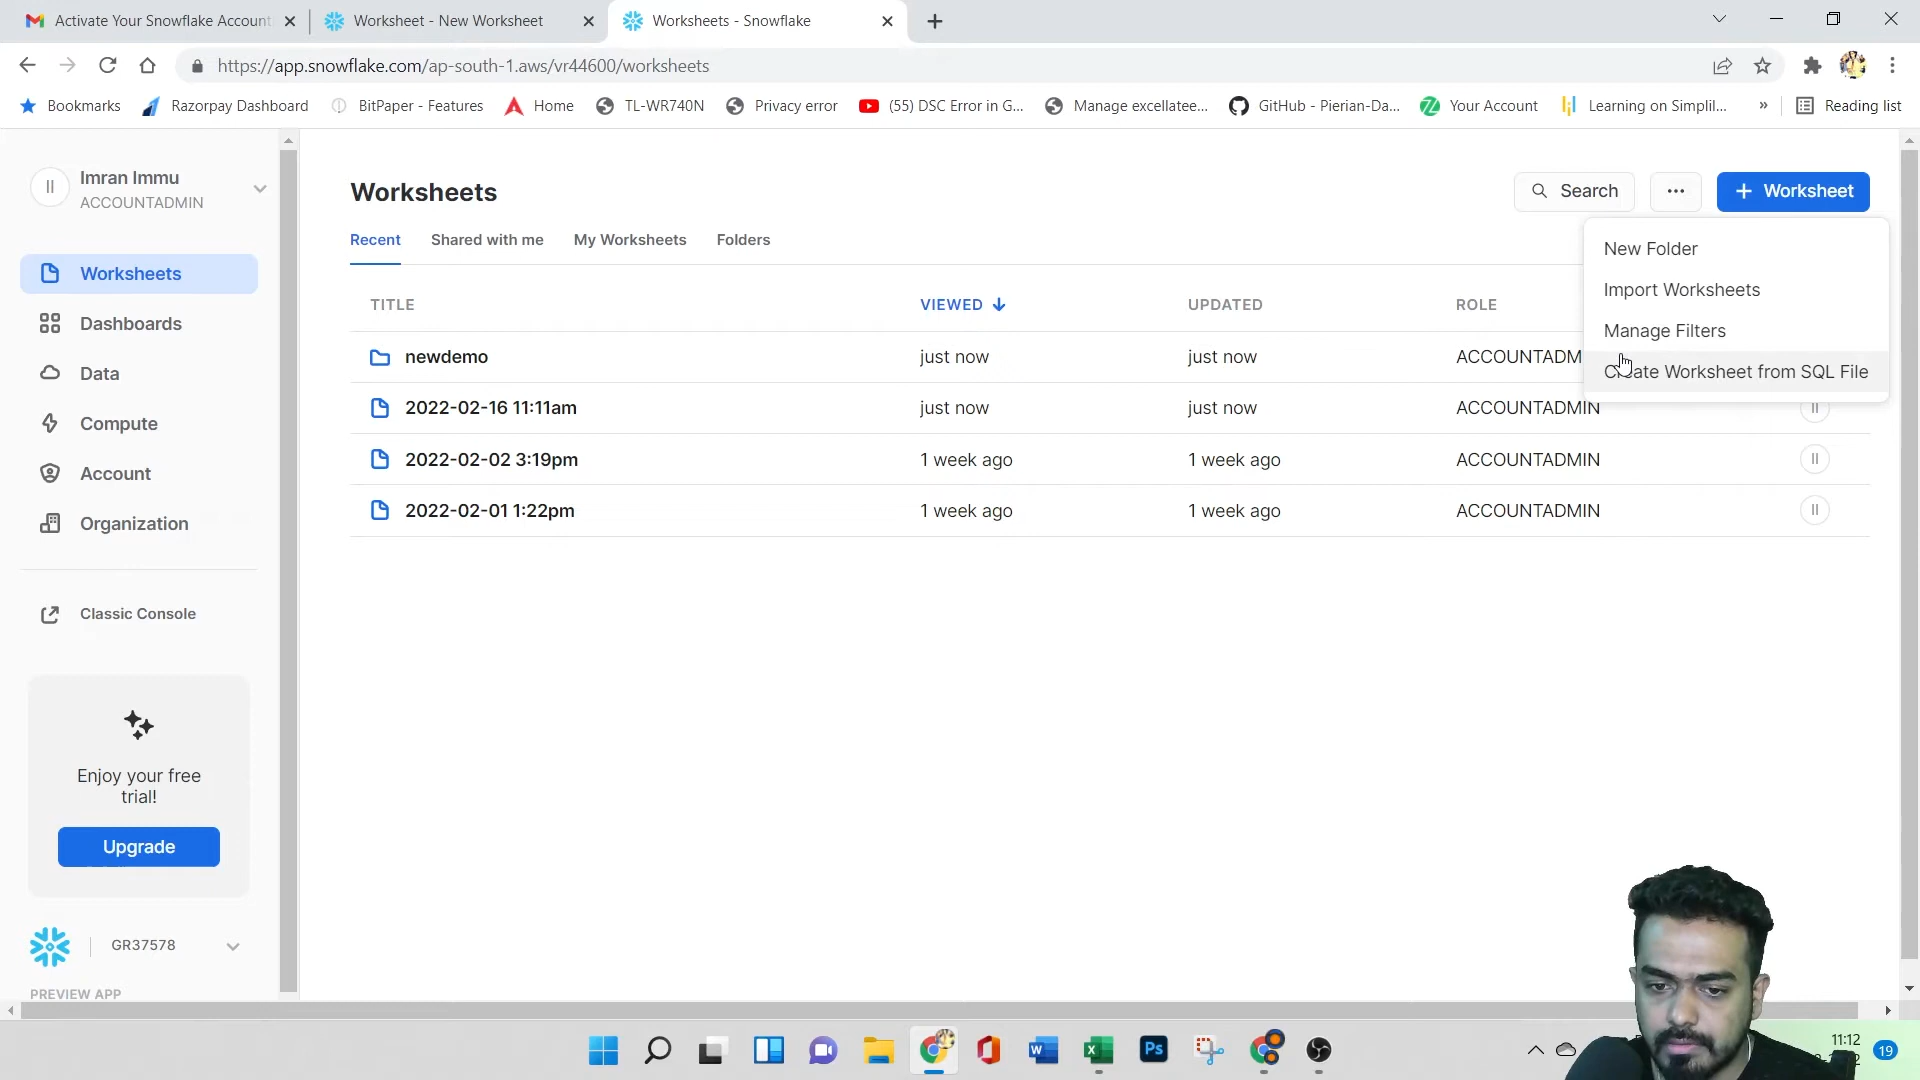 Activate Your Snowflake Account
Worksheet - New Worksheet
Worksheets - Snowflake
https://app.snowflake.com/ap-south-1.aws/vr44600/worksheets
Bookmarks
Razorpay Dashboard
BitPaper - Features
Home
TL-WR740N
Privacy error
(55) DSC Error in G...
Manage excellatee...
GitHub - Pierian-Da...
Your Account
Learning on Simplil...
»
Reading list
II
Imran Immu
ACCOUNTADMIN
Worksheets
Dashboards
Data
Compute
Account
Organization
Classic Console
Enjoy your free
trial!
Upgrade
GR37578
PREVIEW APP
Worksheets
Search
+ Worksheet
Recent
Shared with me
My Worksheets
Folders
New Folder
Import Worksheets
Manage Filters
Create Worksheet from SQL File
TITLE VIEWED UPDATED ROLE
newdemo just now just now ACCOUNTADM
2022-02-16 11:11am just now just now ACCOUNTADMIN II
2022-02-02 3:19pm 1 week ago 1 week ago ACCOUNTADMIN II
2022-02-01 1:22pm 1 week ago 1 week ago ACCOUNTADMIN II
W
Ps
11:12
19